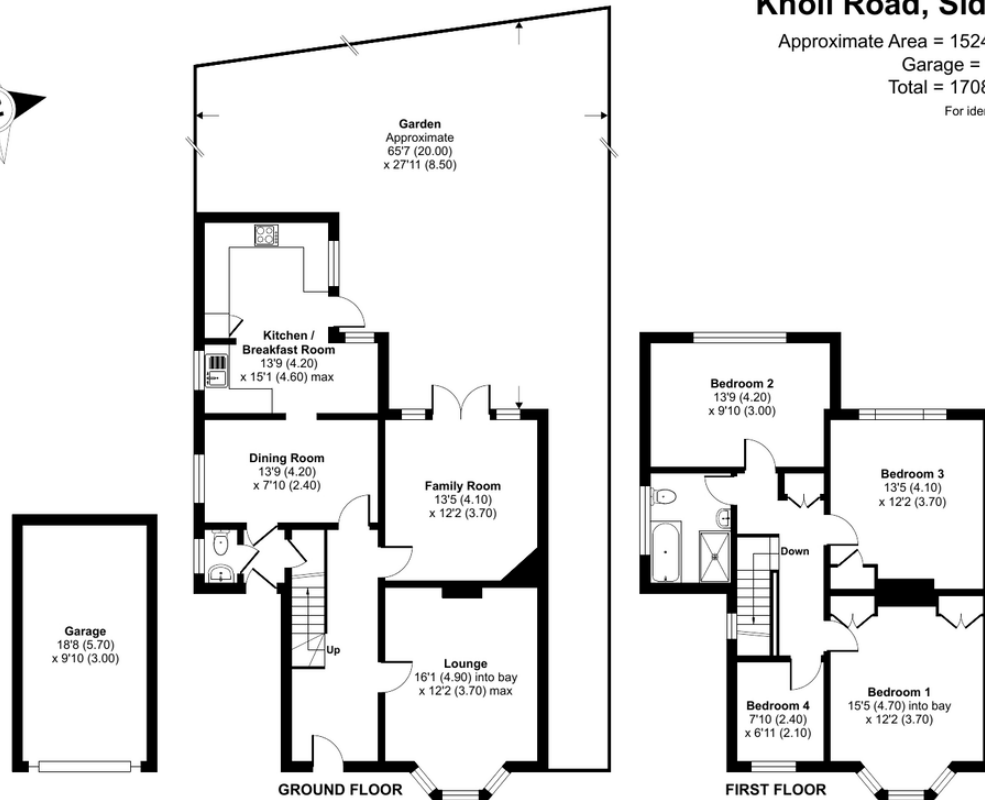 Knoll Road,
Approximate Area = 1524
Garage =
Total = 1708
For
Garden
Approximate
65'7 (20.00)
x 27'11 (8.50)
Kitchen /
Breakfast Room
13'9 (4.20)
x 15'1 (4.60) max
Dining Room
13'9 (4.20)
x 7'10 (2.40)
Family Room
13'5 (4.10)
x 12'2 (3.70)
Up
Lounge
16'1 (4.90) into bay
x 12'2 (3.70) max
Garage
18'8 (5.70)
x 9'10 (3.00)
GROUND FLOOR
Bedroom 2
13'9 (4.20)
x 9'10 (3.00)
Bedroom 3
13'5 (4.10)
x 12'2 (3.70)
Down
Bedroom 1
15'5 (4.70) into bay
x 12'2 (3.70)
Bedroom 4
7'10 (2.40)
x 6'11 (2.10)
FIRST FLOOR